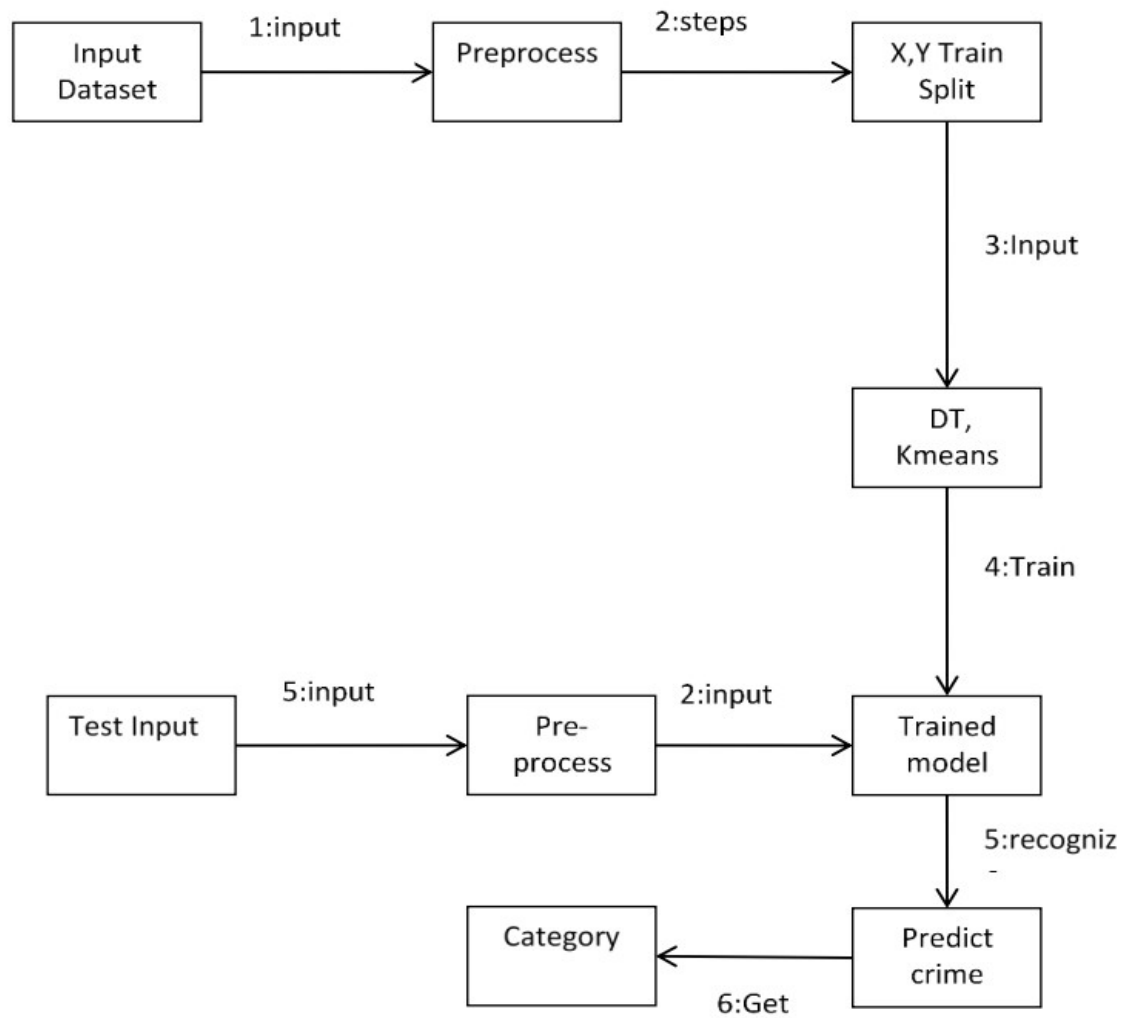 1:input
2:steps
Input
Dataset
Preprocess
X,Y Train
Split
3:Input
DT,
Kmeans
4:Train
5:input
2:input
Test Input
Pre-
process
Trained
model
5:recogniz
Category
Predict
crime
6:Get